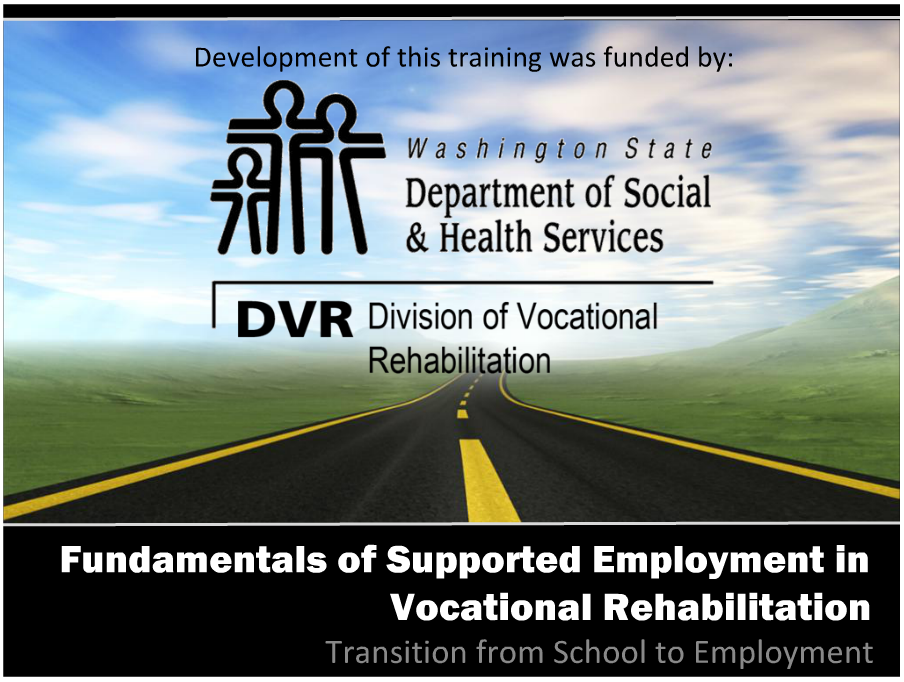 Development of this training was funded by:
Washington State
Department of Social
& Health Services
DVR Division of Vocational
Rehabilitation
Fundamentals of Supported Employment in
Vocational Rehabilitation
Transition from School to Employment